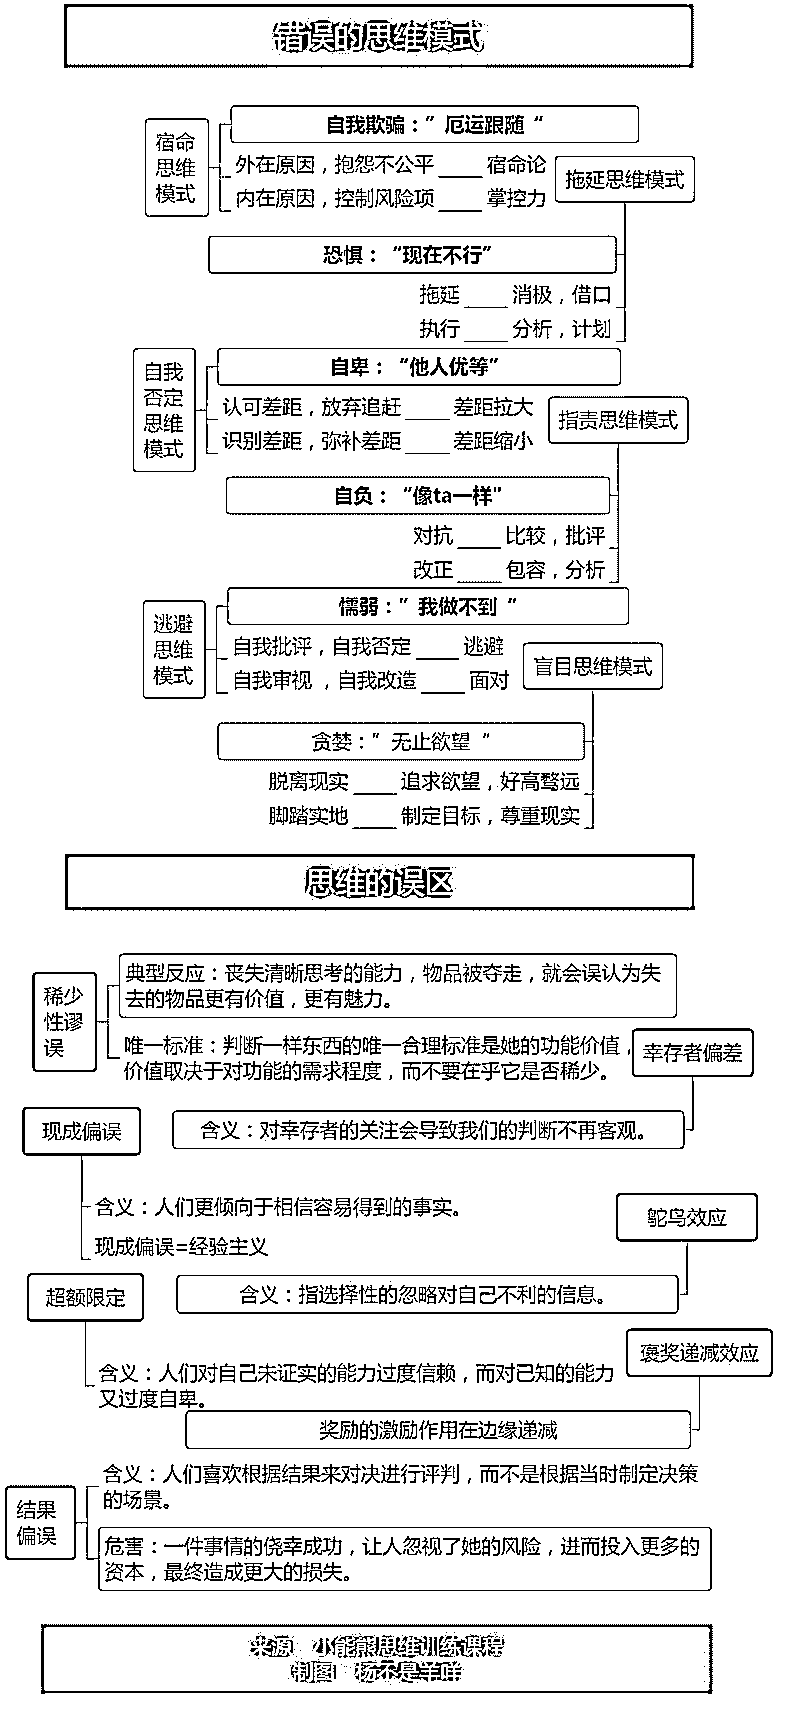 错误的思维模式
宿命
思维
模式
自我欺骗：”厄运跟随“
外在原因，抱怨不公平 ____ 宿命论
内在原因，控制风险项 ____ 掌控力
拖延思维模式
恐惧：“现在不行”
拖延 ____ 消极，借口
执行 ____ 分析，计划
自我
否定
思维
模式
自卑：“他人优等”
认可差距，放弃追赶 ____ 差距拉大
识别差距，弥补差距 ____ 差距缩小
指责思维模式
自负：“像ta一样"
对抗 ____ 比较，批评
改正 ____ 包容，分析
逃避
思维
模式
懦弱：”我做不到“
自我批评，自我否定 ____ 逃避
自我审视 ，自我改造 ____ 面对
盲目思维模式
贪婪：”无止欲望“
脱离现实 ____ 追求欲望，好高骛远
脚踏实地 ____ 制定目标，尊重现实
思维的误区
稀少
性谬
误
典型反应：丧失清晰思考的能力，物品被夺走，就会误认为失
去的物品更有价值，更有魅力。
唯一标准：判断一样东西的唯一合理标准是她的功能价值，
价值取决于对功能的需求程度，而不要在乎它是否稀少。
幸存者偏差
含义：对幸存者的关注会导致我们的判断不再客观。
现成偏误
含义：人们更倾向于相信容易得到的事实。
现成偏误=经验主义
鸵鸟效应
含义：指选择性的忽略对自己不利的信息。
超额限定
含义：人们对自己未证实的能力过度信赖，而对已知的能力
又过度自卑。
褒奖递减效应
奖励的激励作用在边缘递减
结果
偏误
含义：人们喜欢根据结果来对决进行评判，而不是根据当时制定决策
的场景。
危害：一件事情的侥幸成功，让人忽视了她的风险，进而投入更多的
资本，最终造成更大的损失。
来源 小能熊思维训练课程
制图 杨不是羊咩